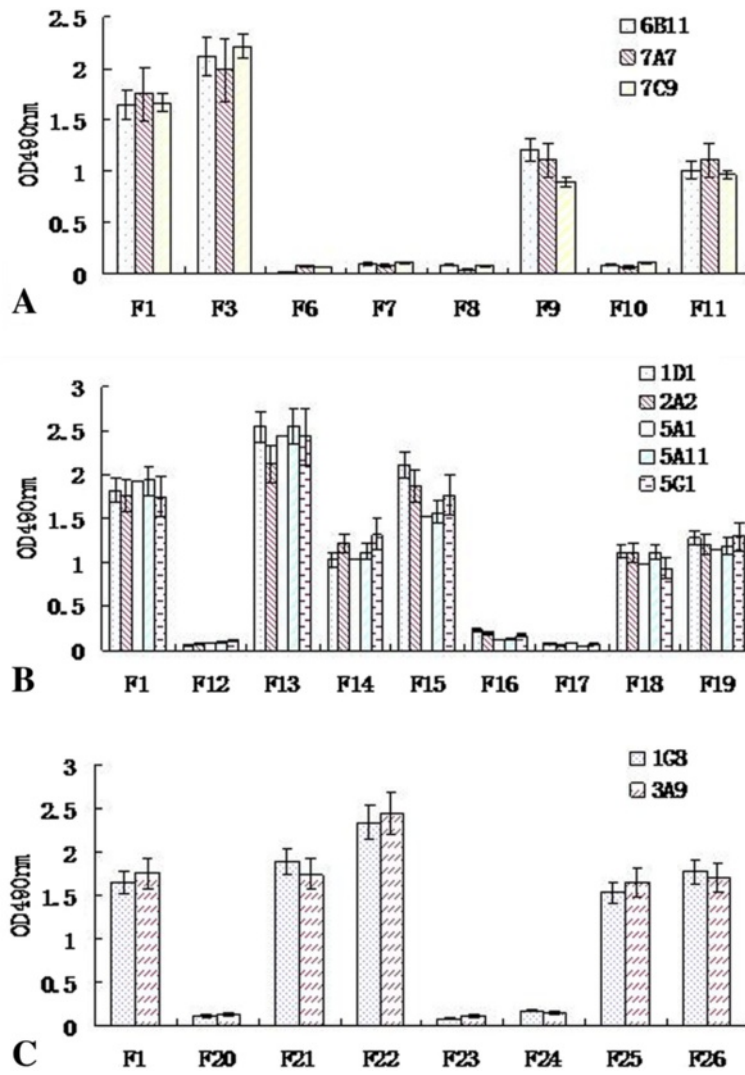 6B11
7A7
7C9
OD490nm
2.5
2
1.5
1
0.5
0
F1 F3 F6 F7 F8 F9 F10 F11
A
1D1
2A2
5A1
5A11
5G1
OD490nm
3
2.5
2
1.5
1
0.5
0
F1 F12 F13 F14 F15 F16 F17 F18 F19
B
1G8
3A9
OD490nm
3
2.5
2
1.5
1
0.5
0
F1 F20 F21 F22 F23 F24 F25 F26
C